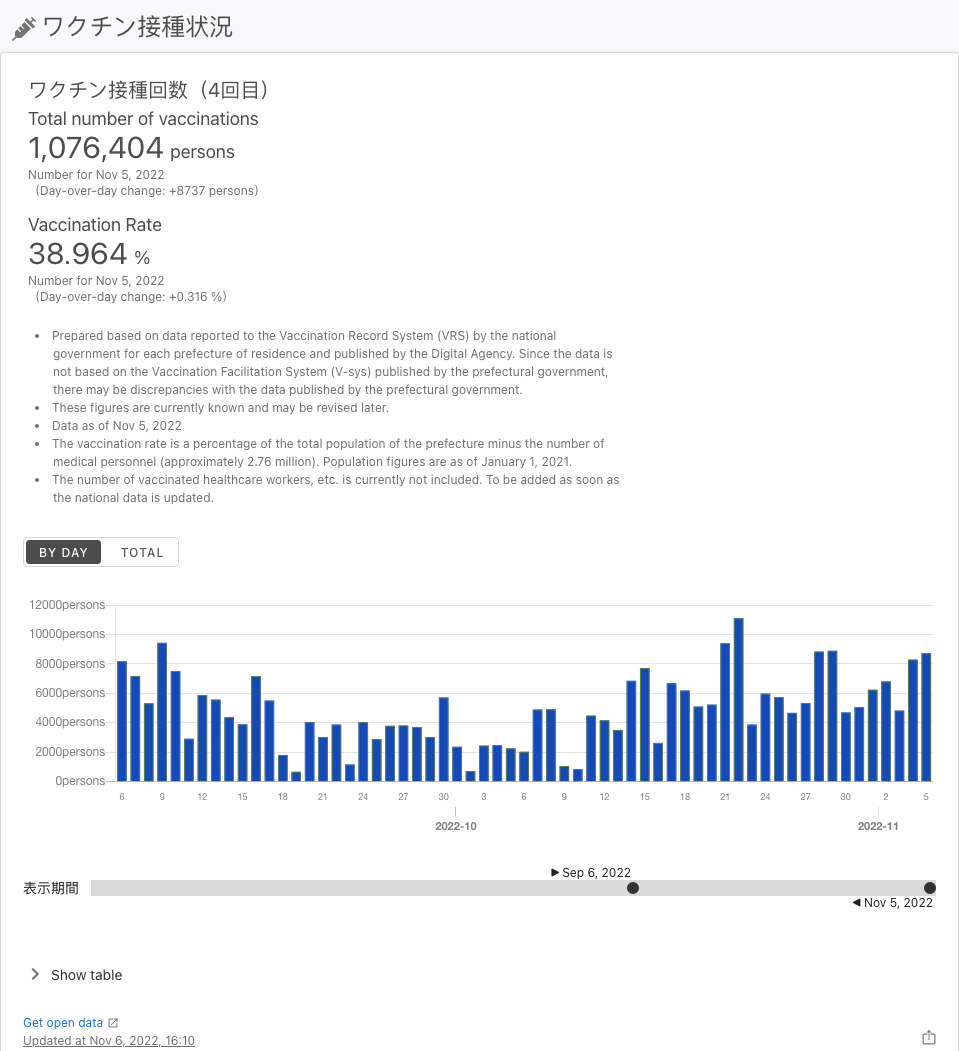 ワクチン接種状況
ワクチン接種回数（4回目）
Total number of vaccinations
1,076,404 persons
Number for Nov 5, 2022
(Day-over-day change: +8737 persons)
Vaccination Rate
38.964 %
Number for Nov 5, 2022
(Day-over-day change: +0.316 %)
• Prepared based on data reported to the Vaccination Record System (VRS) by the national
government for each prefecture of residence and published by the Digital Agency. Since the data is
not based on the Vaccination Facilitation System (V-sys) published by the prefectural government,
there may be discrepancies with the data published by the prefectural government.
• These figures are currently known and may be revised later.
• Data as of Nov 5, 2022
• The vaccination rate is a percentage of the total population of the prefecture minus the number of
medical personnel (approximately 2.76 million). Population figures are as of January 1, 2021.
• The number of vaccinated healthcare workers, etc. is currently not included. To be added as soon as
the national data is updated.
BY DAY TOTAL
12000persons
10000persons
8000persons
6000persons
4000persons
2000persons
0persons
6 9 12 15 18 21 24 27 30 3 6 9 12 15 18 21 24 27 30 2 5
2022-10 2022-11
Sep 6, 2022
表示期間
Nov 5, 2022
Show table
Get open data
Updated at Nov 6, 2022, 16:10